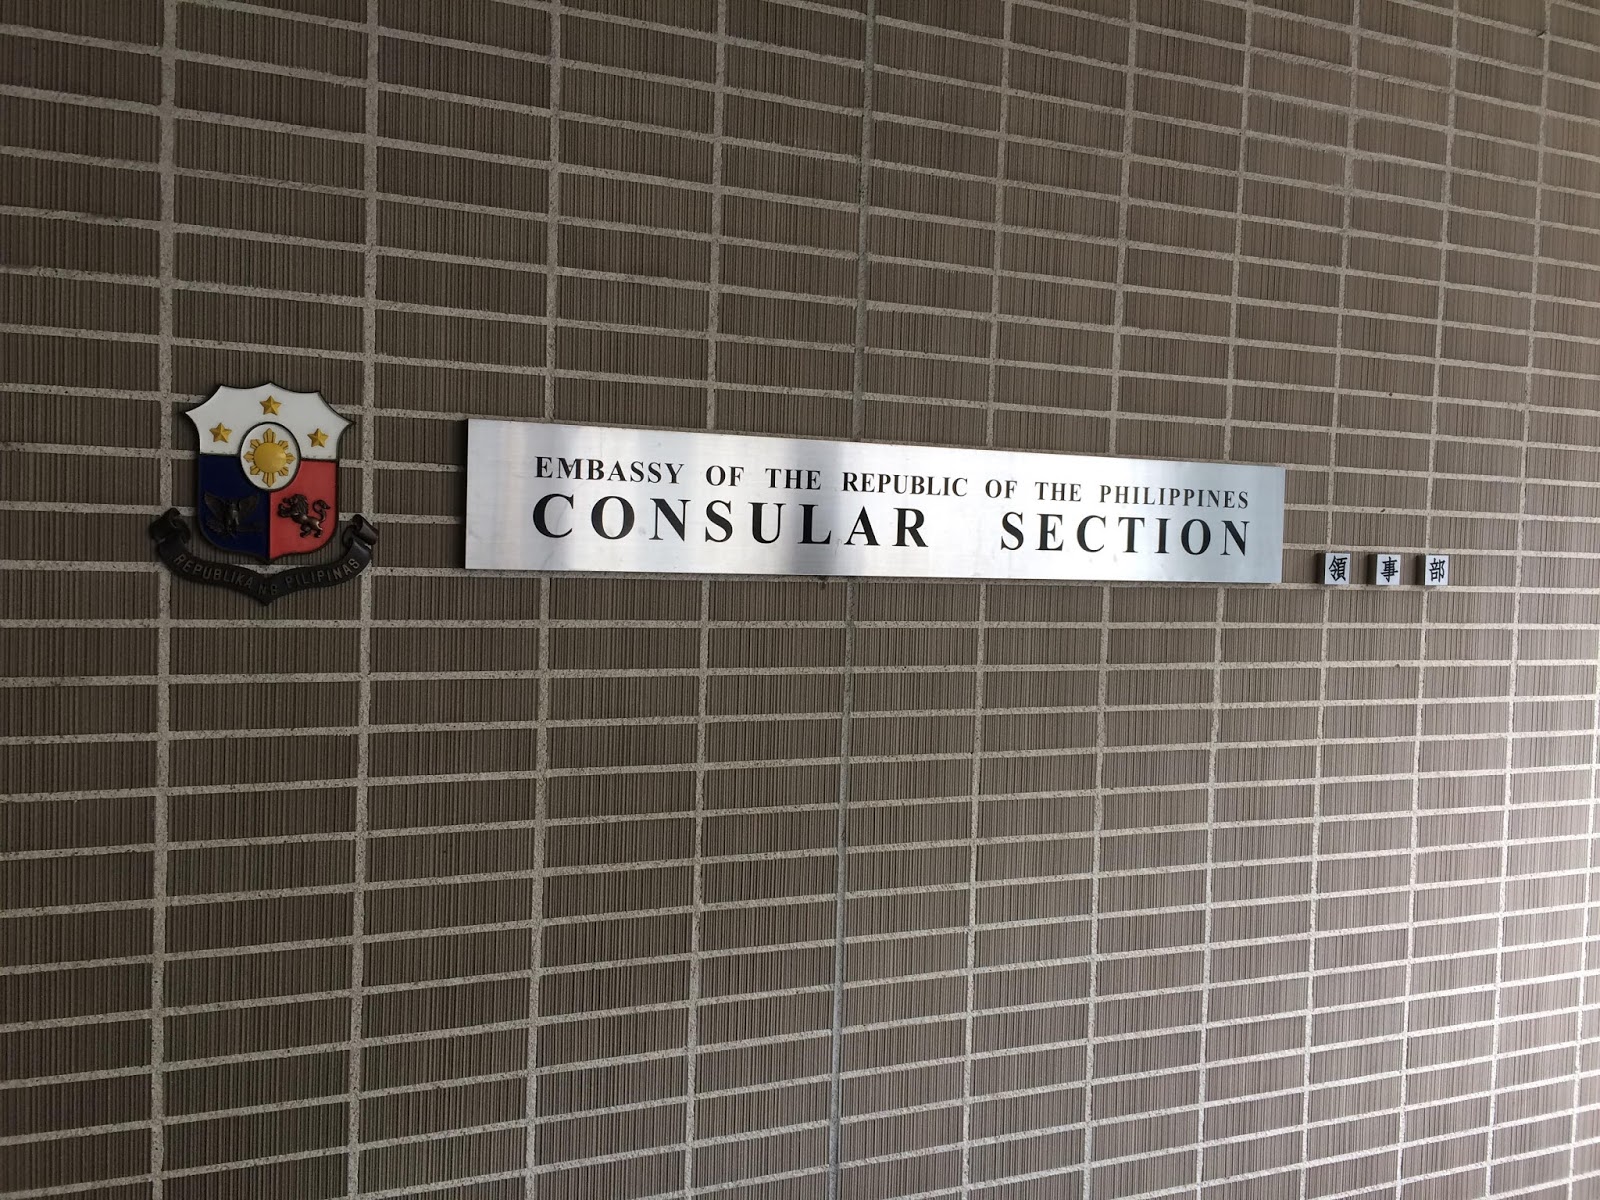 REPUBLIKA NG PILIPINAS
EMBASSY OF THE REPUBLIC OF THE PHILIPPINES
CONSULAR SECTION
領事部